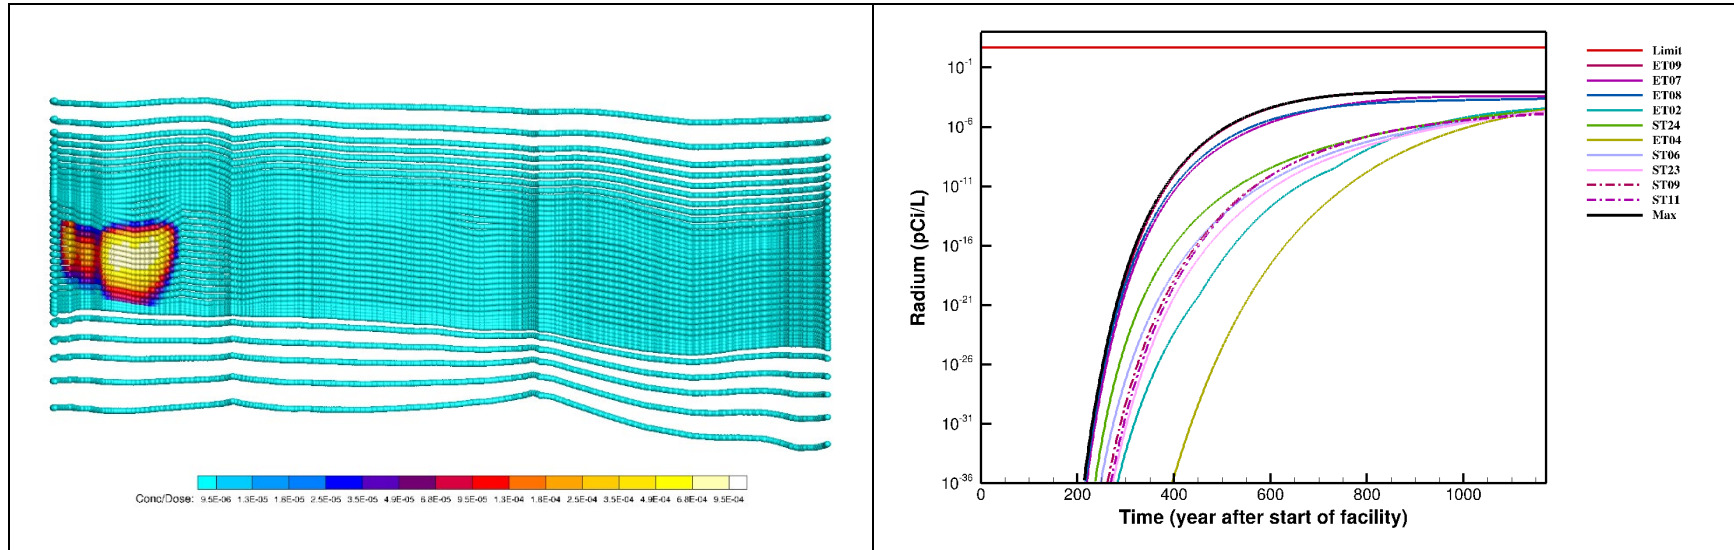 Conc/Dose: 9.5E-06 1.3E-05 1.8E-05 2.5E-05 3.5E-05 4.9E-05 6.8E-05 9.5E-05 1.3E-04 1.8E-04 2.5E-04 3.5E-04 4.9E-04 6.8E-04 9.5E-04
Radium (pCi/L)
10⁻¹
10⁻⁶
10⁻¹¹
10⁻¹⁶
10⁻²¹
10⁻²⁶
10⁻³¹
10⁻³⁶
0 200 400 600 800 1000
Time (year after start of facility)
Limit
ET09
ET07
ET08
ET02
ST24
ET04
ST06
ST23
ST09
ST11
Max